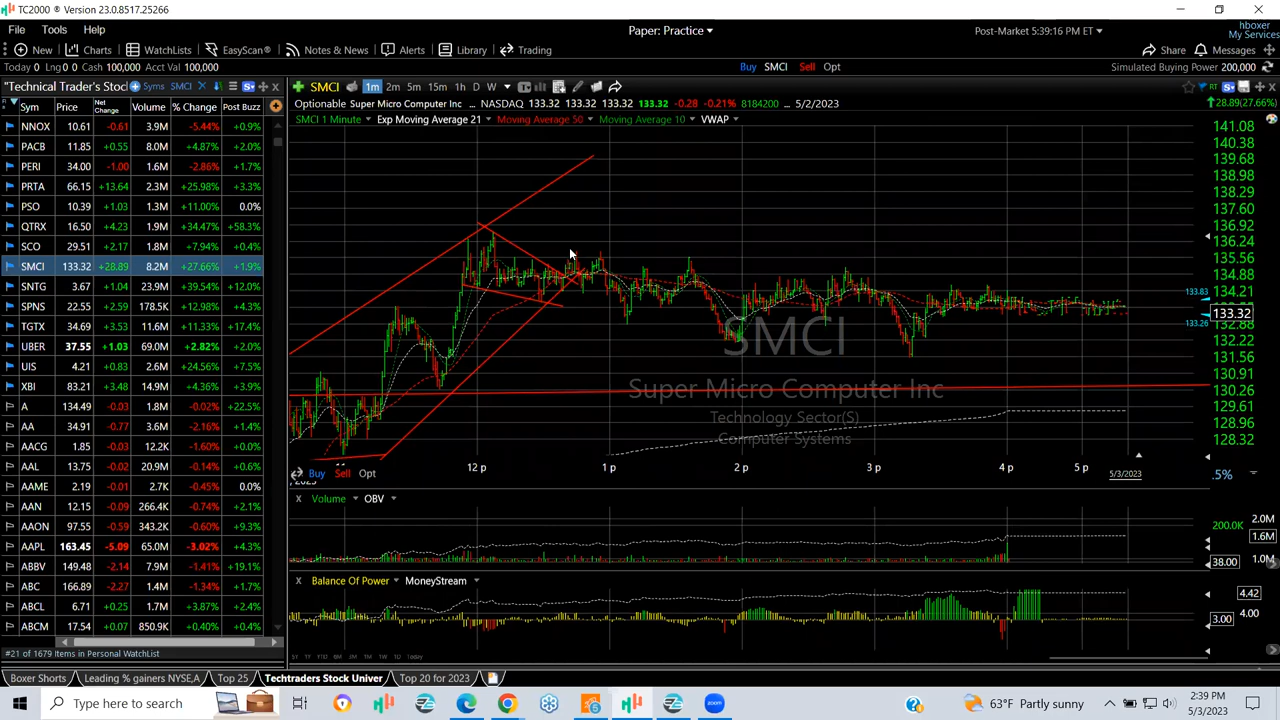 TC2000 ® Version 23.0.8517.25266
File Tools Help
Paper: Practice
Post-Market 5:39:16 PM ET
hboxer
My Services
New Charts WatchLists EasyScan® Notes & News Alerts Library Trading
Share Messages
Today 0 Lng0 0 Cash 100,000 Acct Val 100,000
Buy SMCI Sell Opt
Simulated Buying Power 200,000
"Technical Trader's Stocl Syms SMCI
SMCI 1m 2m 5m 15m 1h D W
RT
Sym Price Net Change Volume % Change Post Buzz
Optionable Super Micro Computer Inc ... NASDAQ 133.32 133.32 133.32 133.32 -0.28 -0.21% 8184200 ... 5/2/2023
28.89(27.66%)
SMCI 1 Minute Exp Moving Average 21 Moving Average 50 Moving Average 10 VWAP
NNOX 10.61 -0.61 3.9M -5.44% +0.9%
PACB 11.85 +0.55 8.0M +4.87% +2.0%
PERI 34.00 -1.00 1.6M -2.86% +1.7%
PRTA 66.15 +13.64 2.3M +25.98% +3.3%
PSO 10.39 +1.03 1.3M +11.00% 0.0%
QTRX 16.50 +4.23 1.9M +34.47% +58.3%
SCO 29.51 +2.17 1.8M +7.94% +0.4%
SMCI 133.32 +28.89 8.2M +27.66% +1.9%
SNTG 3.67 +1.04 23.9M +39.54% +12.0%
SPNS 22.55 +2.59 178.5K +12.98% +4.3%
TGTX 34.69 +3.53 11.6M +11.33% +17.4%
UBER 37.55 +1.03 69.0M +2.82% +2.0%
UIS 4.21 +0.83 2.6M +24.56% +7.5%
XBI 83.21 +3.48 14.9M +4.36% +3.9%
A 134.49 -0.03 1.8M -0.02% +22.5%
AA 34.91 -0.77 3.6M -2.16% +1.4%
AACG 1.85 -0.03 12.2K -1.60% +0.0%
AAL 13.75 -0.02 20.9M -0.14% +0.6%
AAME 2.19 -0.01 2.7K -0.45% 0.0%
AAN 12.15 -0.09 266.4K -0.74% +2.1%
AAON 97.55 -0.59 343.2K -0.60% +9.3%
AAPL 163.45 -5.09 65.0M -3.02% +4.3%
ABBV 149.48 -2.14 7.9M -1.41% +19.1%
ABC 166.89 -2.27 1.4M -1.34% +1.7%
ABCL 6.71 +0.25 1.7M +3.87% +2.4%
ABCM 17.54 +0.07 850.9K +0.40% +0.4%
141.08
140.38
139.68
138.98
138.29
137.60
136.92
136.24
135.56
134.88
134.21
133.83
133.32
133.26
132.88
132.22
131.56
130.91
130.26
129.61
128.96
128.32
SMCI
Super Micro Computer Inc
Technology Sector(S)
Computer Systems
12 p 1 p 2 p 3 p 4 p 5 p
Buy Sell Opt
5/3/2023
.5%
X Volume OBV
2.0M
200.0K
1.6M
1.0M
38.00
X Balance Of Power MoneyStream
4.42
4.00
3.00
#21 of 1679 Items in Personal WatchList
Boxer Shorts Leading % gainers NYSE,A Top 25 Techtraders Stock Univer Top 20 for 2023
Type here to search
zoom
63°F Partly sunny
2:39 PM
5/3/2023